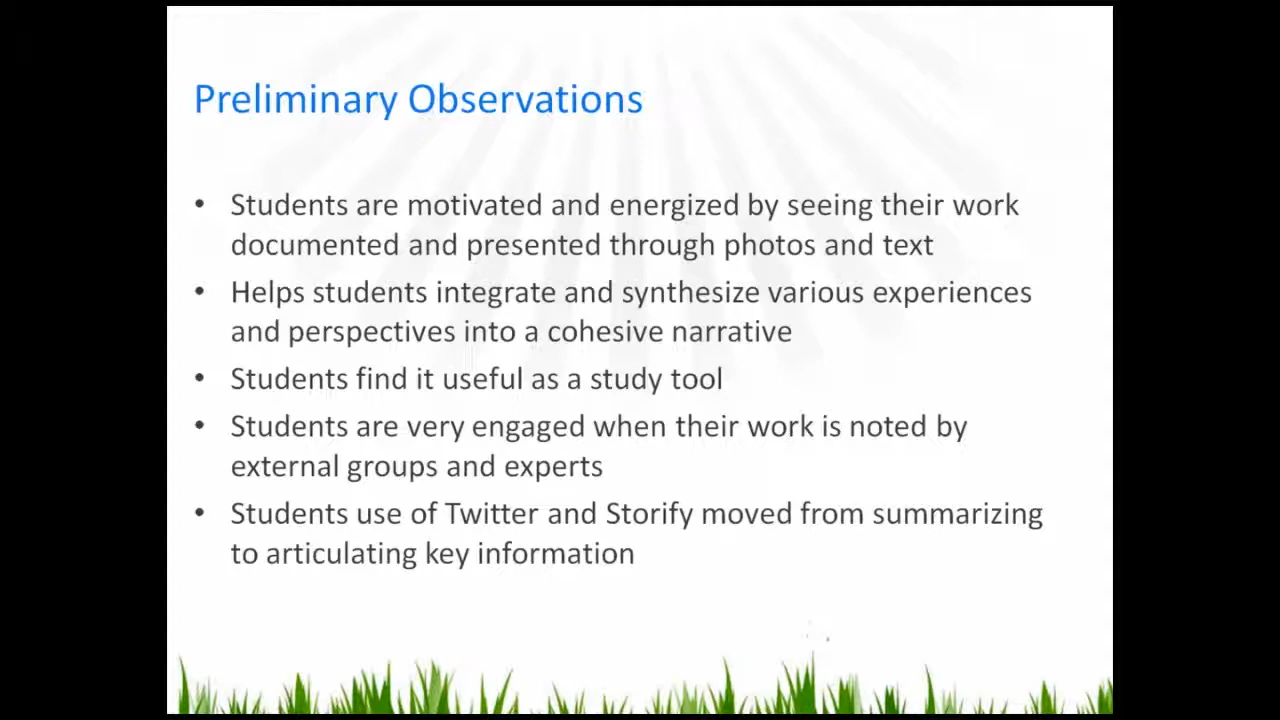 Preliminary Observations
• Students are motivated and energized by seeing their work
documented and presented through photos and text
• Helps students integrate and synthesize various experiences
and perspectives into a cohesive narrative
• Students find it useful as a study tool
• Students are very engaged when their work is noted by
external groups and experts
• Students use of Twitter and Storify moved from summarizing
to articulating key information